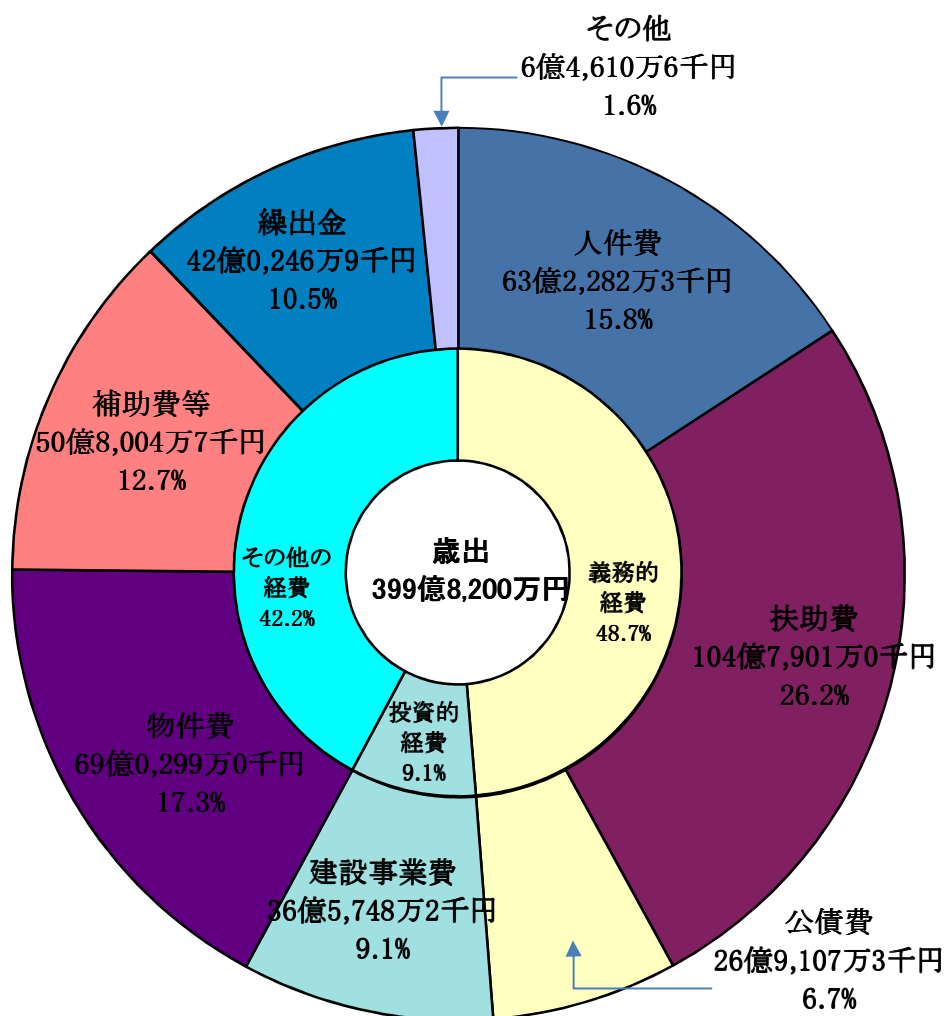 その他
6億4,610万6千円
1.6%
繰出金
42億0,246万9千円
10.5%
人件費
63億2,282万3千円
15.8%
補助費等
50億8,004万7千円
12.7%
その他の
経費
42.2%
歳出
399億8,200万円
義務的
経費
48.7%
扶助費
104億7,901万0千円
26.2%
物件費
69億0,299万0千円
17.3%
投資的
経費
9.1%
建設事業費
36億5,748万2千円
9.1%
公債費
26億9,107万3千円
6.7%